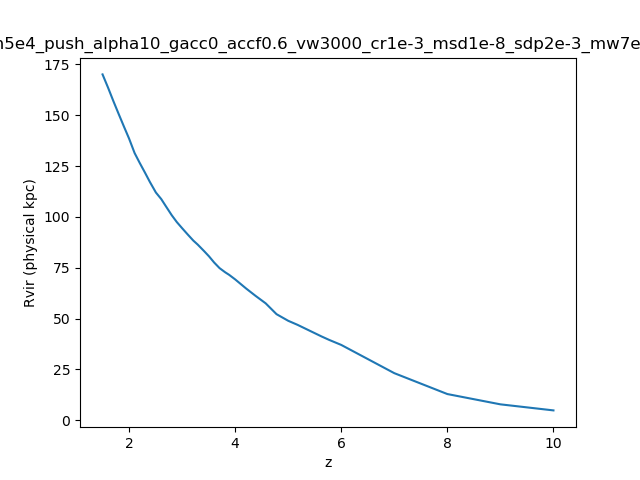 n5e4_push_alpha10_gacc0_accf0.6_vw3000_cr1e-3_msd1e-8_sdp2e-3_mw7e
175
150
125
100
75
50
25
0
Rvir (physical kpc)
2 4 6 8 10
z